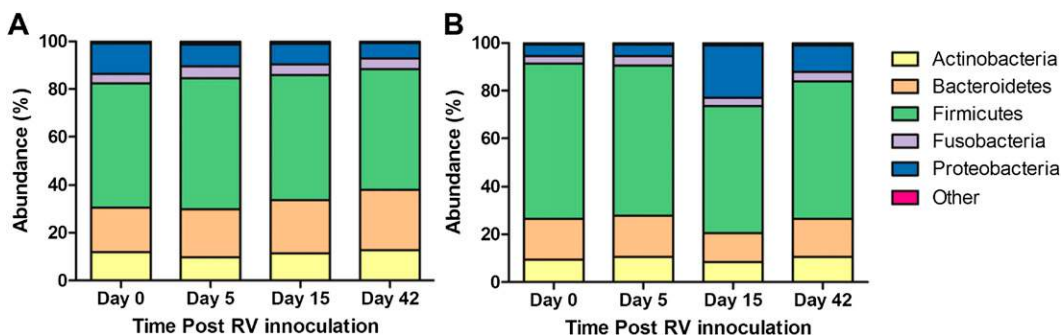 A
Abundance (%)
100
80
60
40
20
0
Day 0 Day 5 Day 15 Day 42
Time Post RV innoculation
B
Abundance (%)
100
80
60
40
20
0
Day 0 Day 5 Day 15 Day 42
Time Post RV innoculation
Actinobacteria
Bacteroidetes
Firmicutes
Fusobacteria
Proteobacteria
Other